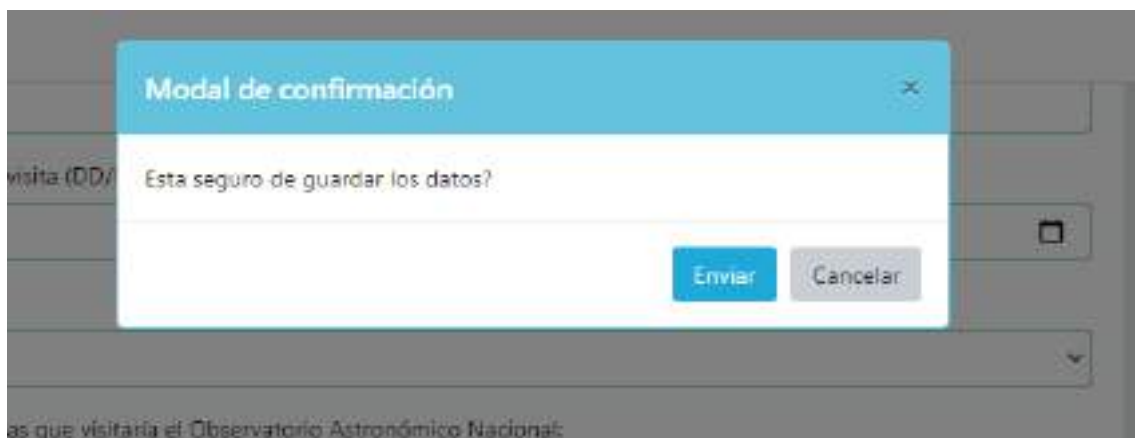 Modal de confirmación
×
visita (DD/
Esta seguro de guardar los datos?
Enviar Cancelar
as que visitaría el Observatorio Astronómico Nacional: